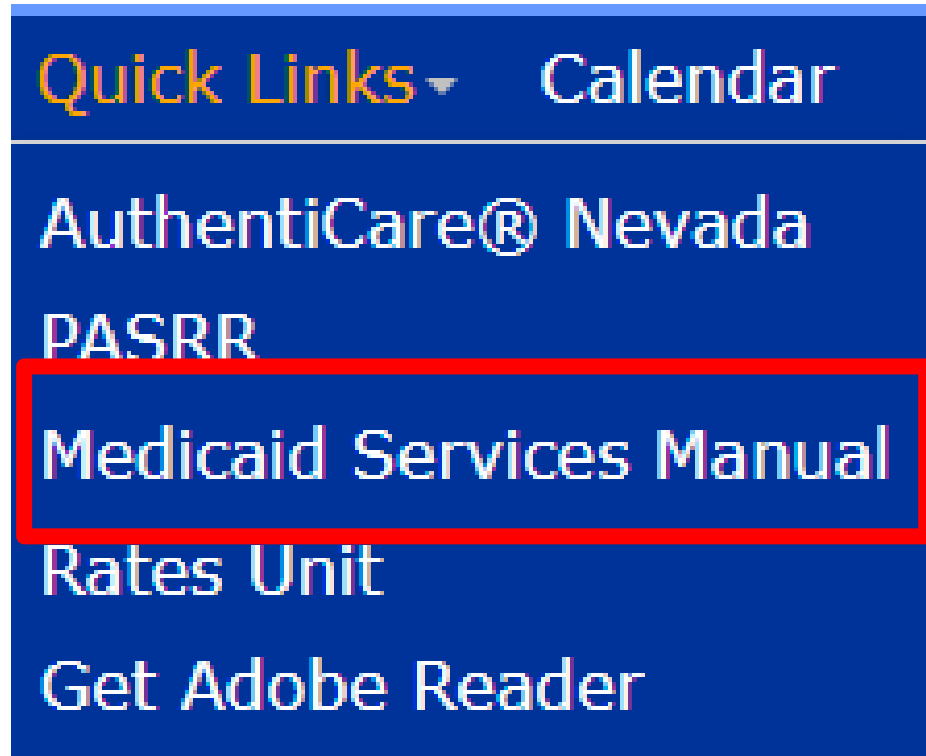 Quick Links Calendar
AuthentiCare® Nevada
PASRR
Medicaid Services Manual
Rates Unit
Get Adobe Reader